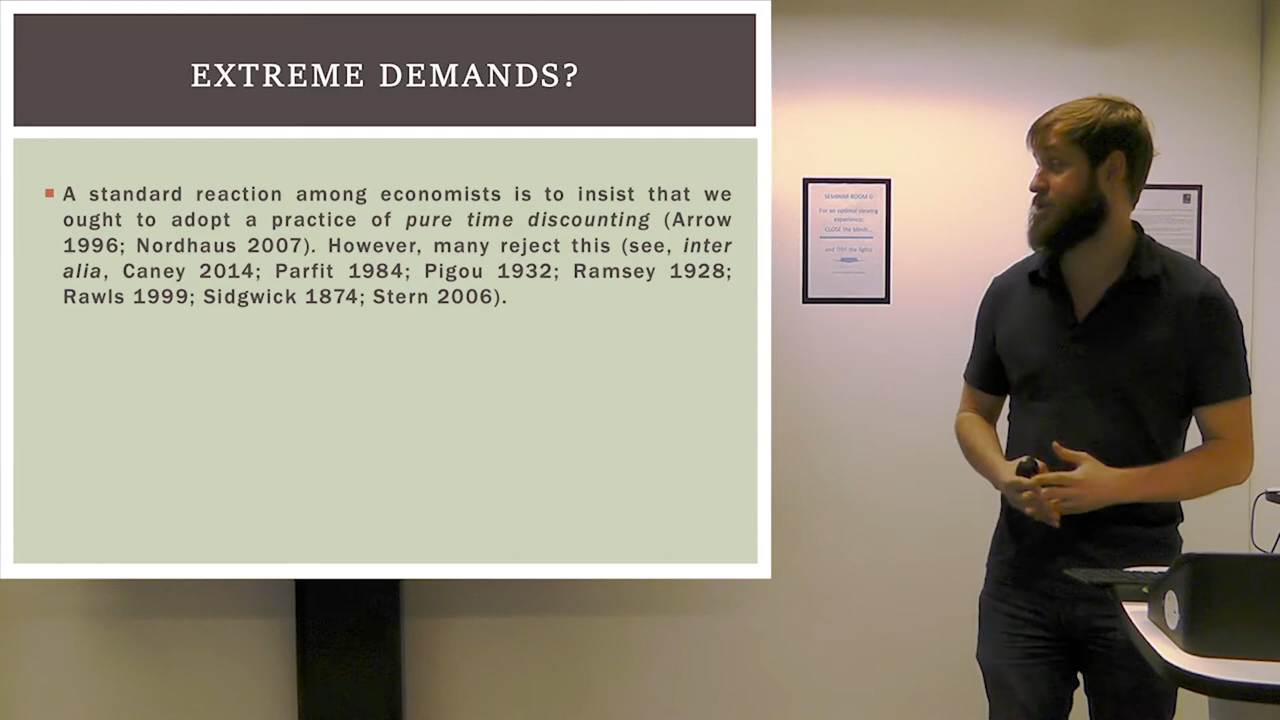 EXTREME DEMANDS?
A standard reaction among economists is to insist that we
ought to adopt a practice of pure time discounting (Arrow
1996; Nordhaus 2007). However, many reject this (see, inter
alia, Caney 2014; Parfit 1984; Pigou 1932; Ramsey 1928;
Rawls 1999; Sidgwick 1874; Stern 2006).
SEMINAR ROOM G
For an optimal viewing
experience:
CLOSE the blinds...
and DIM the lights